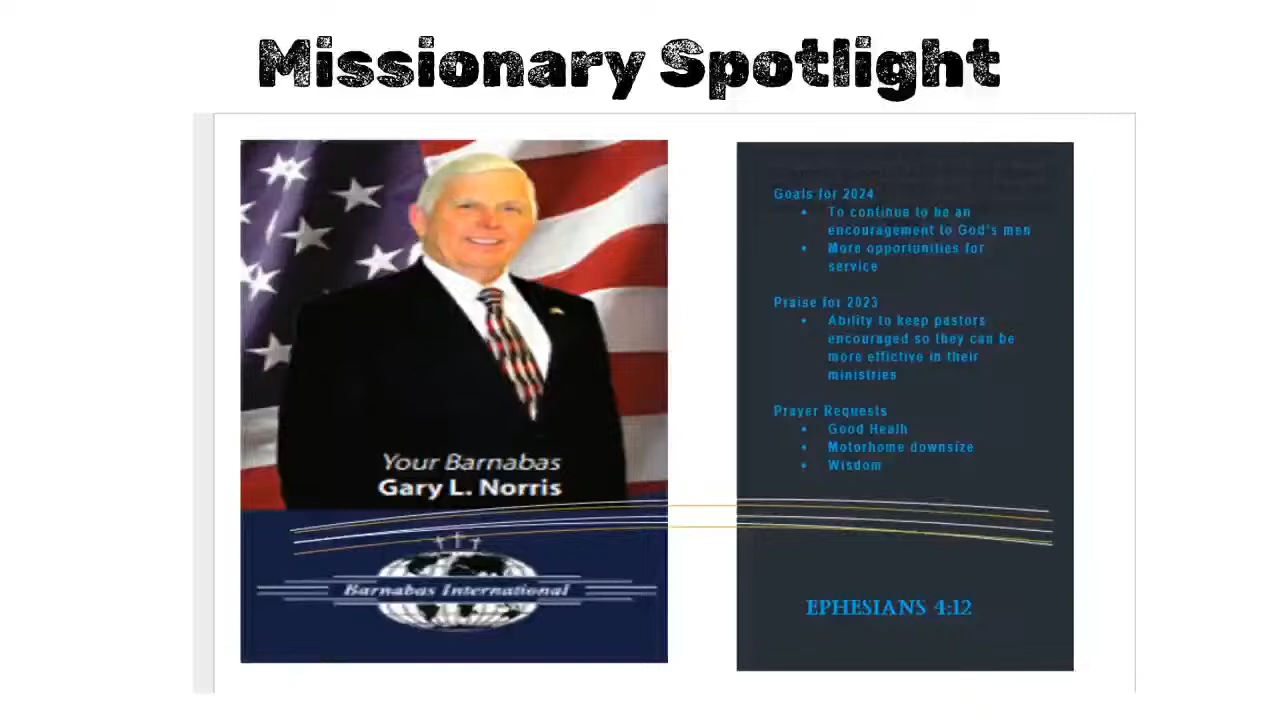 Missionary Spotlight
Your Barnabas
Gary L. Norris
Barnabas International
Goals for 2024
• To continue to be an
encouragement to God's men
• More opportunities for
service
Praise for 2023
• Ability to keep pastors
encouraged so they can be
more effictive in their
ministries
Prayer Requests
• Good Healh
• Motorhome downsize
• Wisdom
EPHESIANS 4:12